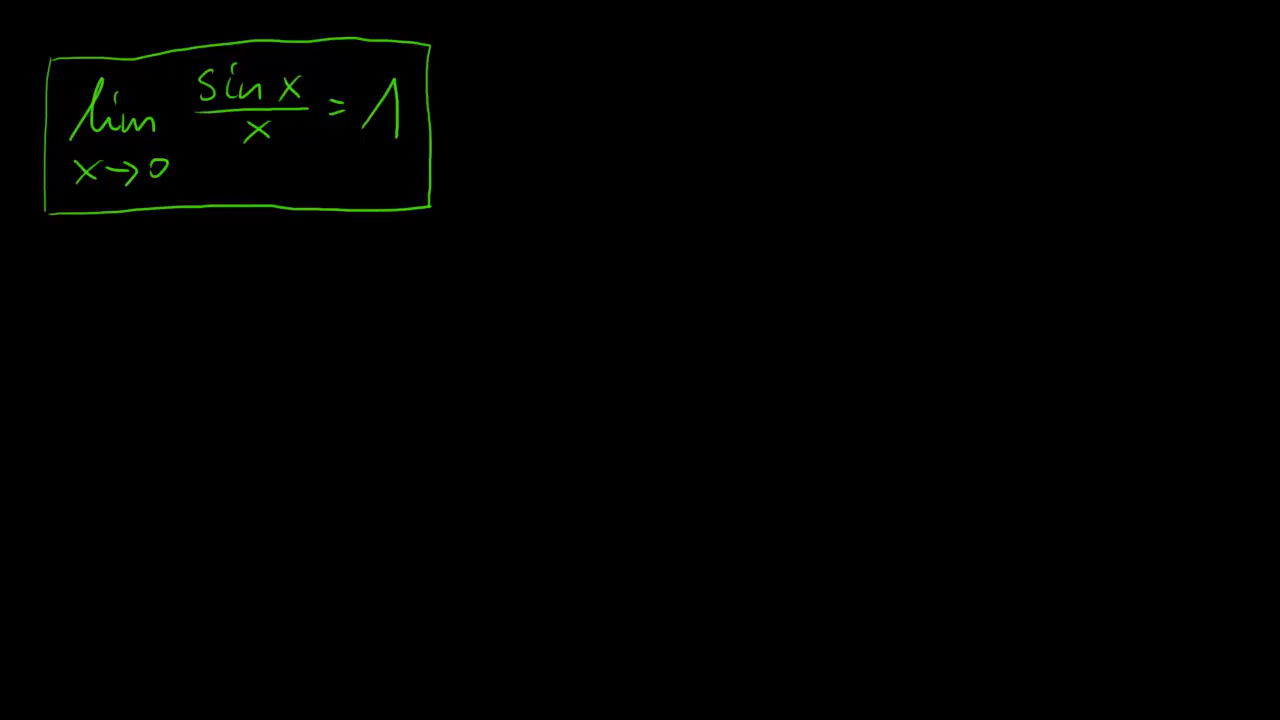 lim sin x / x = 1
x→0